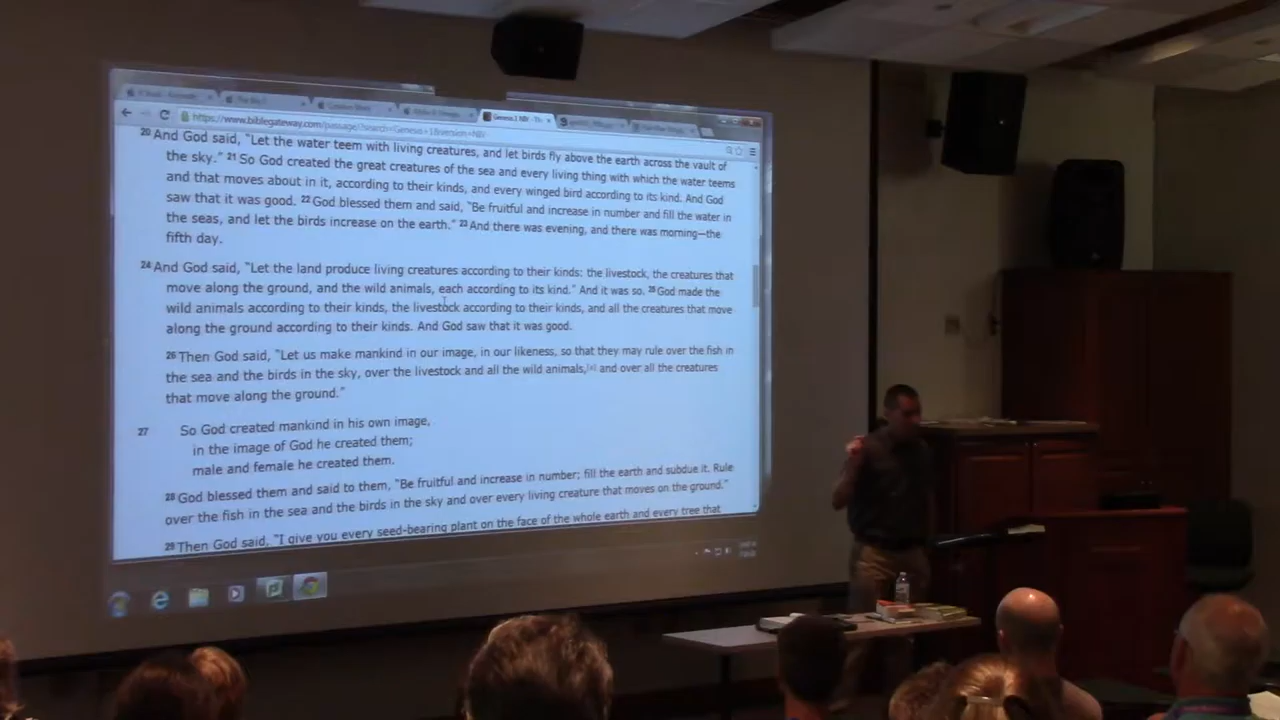 Genesis 1 NIV - Th
https://www.biblegateway.com/passage/?search=Genesis+1&version=NIV
20 And God said, "Let the water teem with living creatures, and let birds fly above the earth across the vault of
the sky." 21 So God created the great creatures of the sea and every living thing with which the water teems
and that moves about in it, according to their kinds, and every winged bird according to its kind. And God
saw that it was good. 22 God blessed them and said, "Be fruitful and increase in number and fill the water in
the seas, and let the birds increase on the earth." 23 And there was evening, and there was morning—the
fifth day.
24 And God said, "Let the land produce living creatures according to their kinds: the livestock, the creatures that
move along the ground, and the wild animals, each according to its kind." And it was so. 25 God made the
wild animals according to their kinds, the livestock according to their kinds, and all the creatures that move
along the ground according to their kinds. And God saw that it was good.
26 Then God said, "Let us make mankind in our image, in our likeness, so that they may rule over the fish in
the sea and the birds in the sky, over the livestock and all the wild animals,[a] and over all the creatures
that move along the ground."
27 So God created mankind in his own image,
in the image of God he created them;
male and female he created them.
28 God blessed them and said to them, "Be fruitful and increase in number; fill the earth and subdue it. Rule
over the fish in the sea and the birds in the sky and over every living creature that moves on the ground."
29 Then God said, "I give you every seed-bearing plant on the face of the whole earth and every tree that